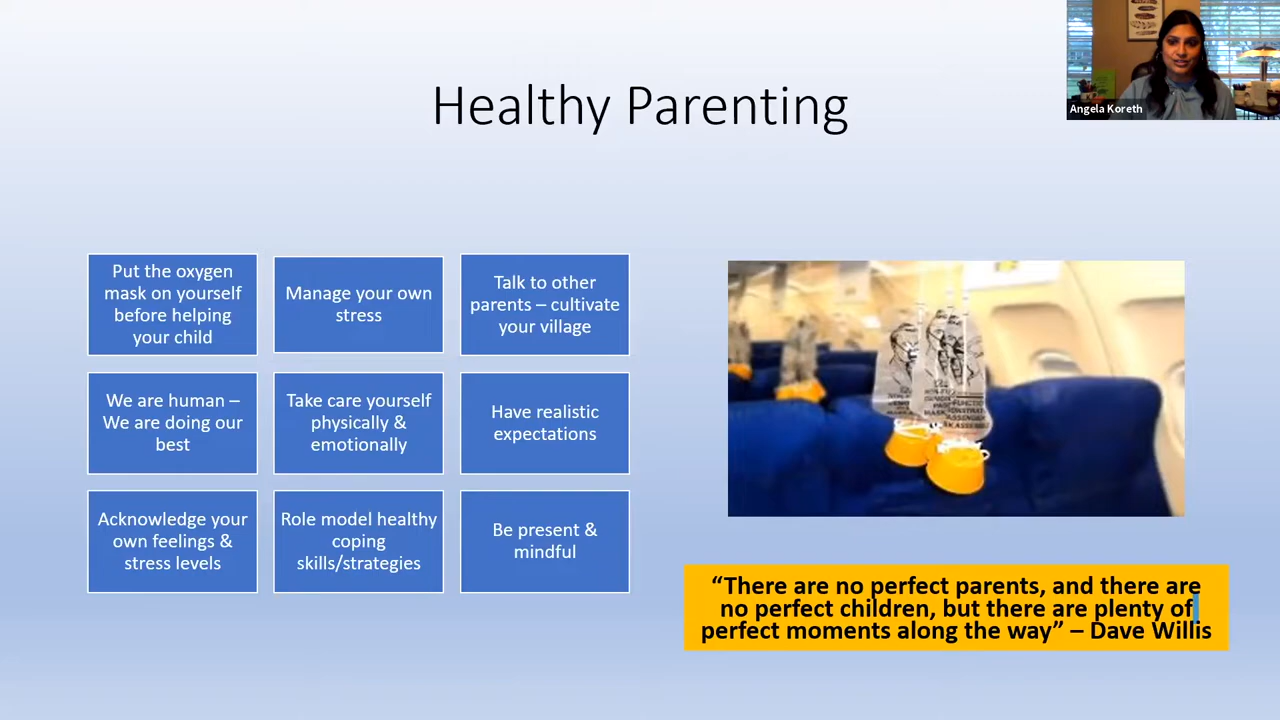 Angela Koreth
Healthy Parenting
Put the oxygen
mask on yourself
before helping
your child
Manage your own
stress
Talk to other
parents – cultivate
your village
We are human –
We are doing our
best
Take care yourself
physically &
emotionally
Have realistic
expectations
Acknowledge your
own feelings &
stress levels
Role model healthy
coping
skills/strategies
Be present &
mindful
“There are no perfect parents, and there are
no perfect children, but there are plenty of
perfect moments along the way” – Dave Willis